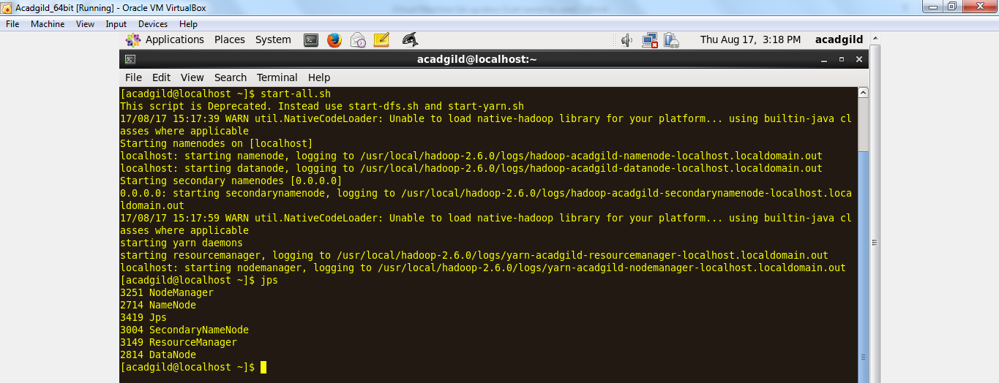 Acadgild_64bit [Running] - Oracle VM VirtualBox
File Machine View Input Devices Help
Applications Places System Thu Aug 17, 3:18 PM acadgild
acadgild@localhost:~
File Edit View Search Terminal Help
[acadgild@localhost ~]$ start-all.sh
This script is Deprecated. Instead use start-dfs.sh and start-yarn.sh
17/08/17 15:17:39 WARN util.NativeCodeLoader: Unable to load native-hadoop library for your platform... using builtin-java cl
asses where applicable
Starting namenodes on [localhost]
localhost: starting namenode, logging to /usr/local/hadoop-2.6.0/logs/hadoop-acadgild-namenode-localhost.localdomain.out
localhost: starting datanode, logging to /usr/local/hadoop-2.6.0/logs/hadoop-acadgild-datanode-localhost.localdomain.out
Starting secondary namenodes [0.0.0.0]
0.0.0.0: starting secondarynamenode, logging to /usr/local/hadoop-2.6.0/logs/hadoop-acadgild-secondarynamenode-localhost.loca
ldomain.out
17/08/17 15:17:59 WARN util.NativeCodeLoader: Unable to load native-hadoop library for your platform... using builtin-java cl
asses where applicable
starting yarn daemons
starting resourcemanager, logging to /usr/local/hadoop-2.6.0/logs/yarn-acadgild-resourcemanager-localhost.localdomain.out
localhost: starting nodemanager, logging to /usr/local/hadoop-2.6.0/logs/yarn-acadgild-nodemanager-localhost.localdomain.out
[acadgild@localhost ~]$ jps
3251 NodeManager
2714 NameNode
3419 Jps
3004 SecondaryNameNode
3149 ResourceManager
2814 DataNode
[acadgild@localhost ~]$